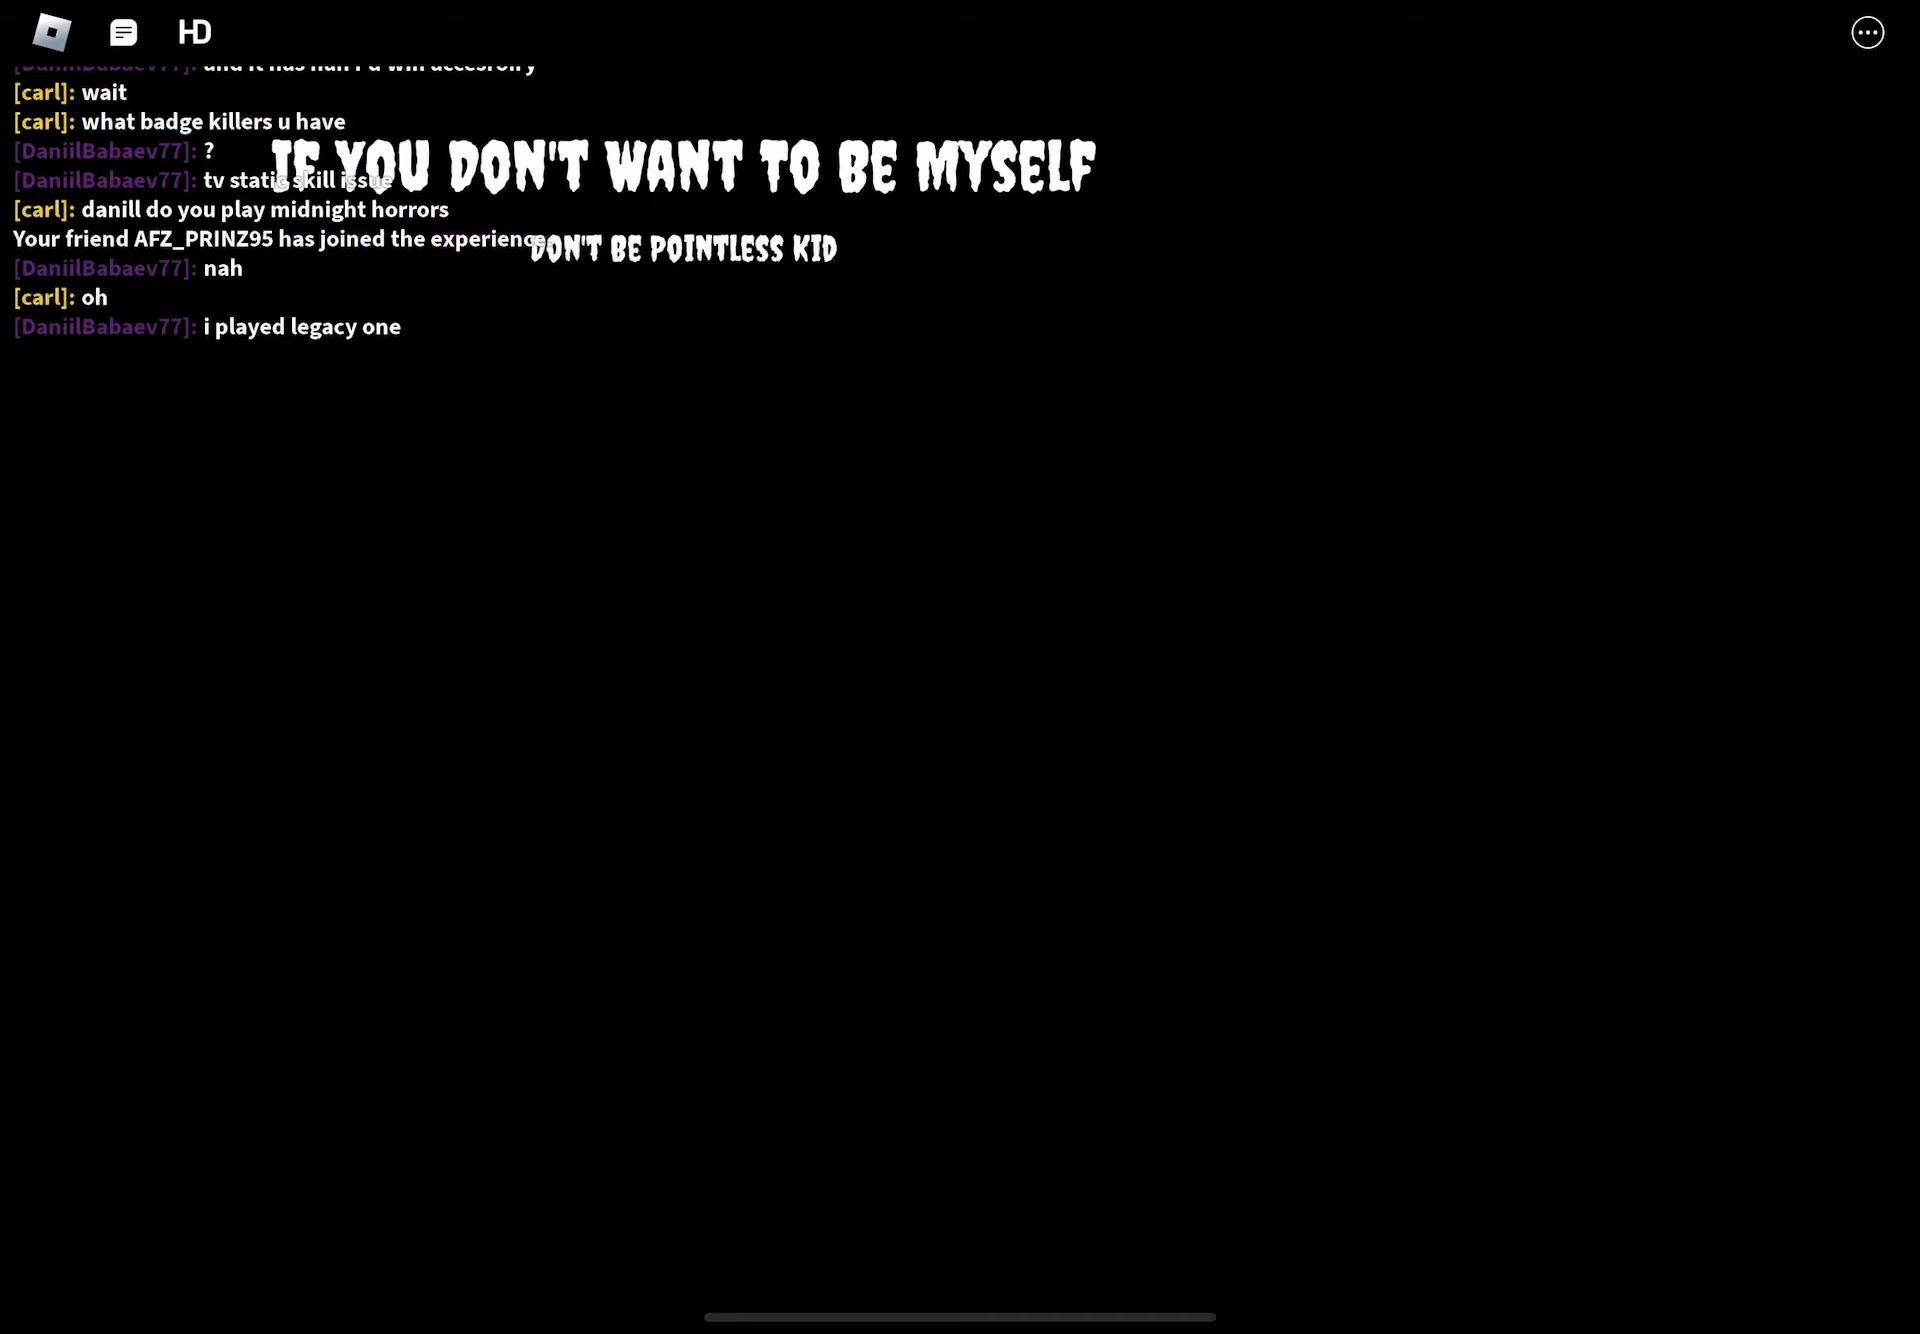 HD
[carl]: wait
[carl]: what badge killers u have
[DaniilBabaev77]: ?
IF YOU DON'T WANT TO BE MYSELF
[DaniilBabaev77]: tv static skill issue
[carl]: danill do you play midnight horrors
Your friend AFZ_PRINZ95 has joined the experience
DON'T BE POINTLESS KID
[DaniilBabaev77]: nah
[carl]: oh
[DaniilBabaev77]: i played legacy one